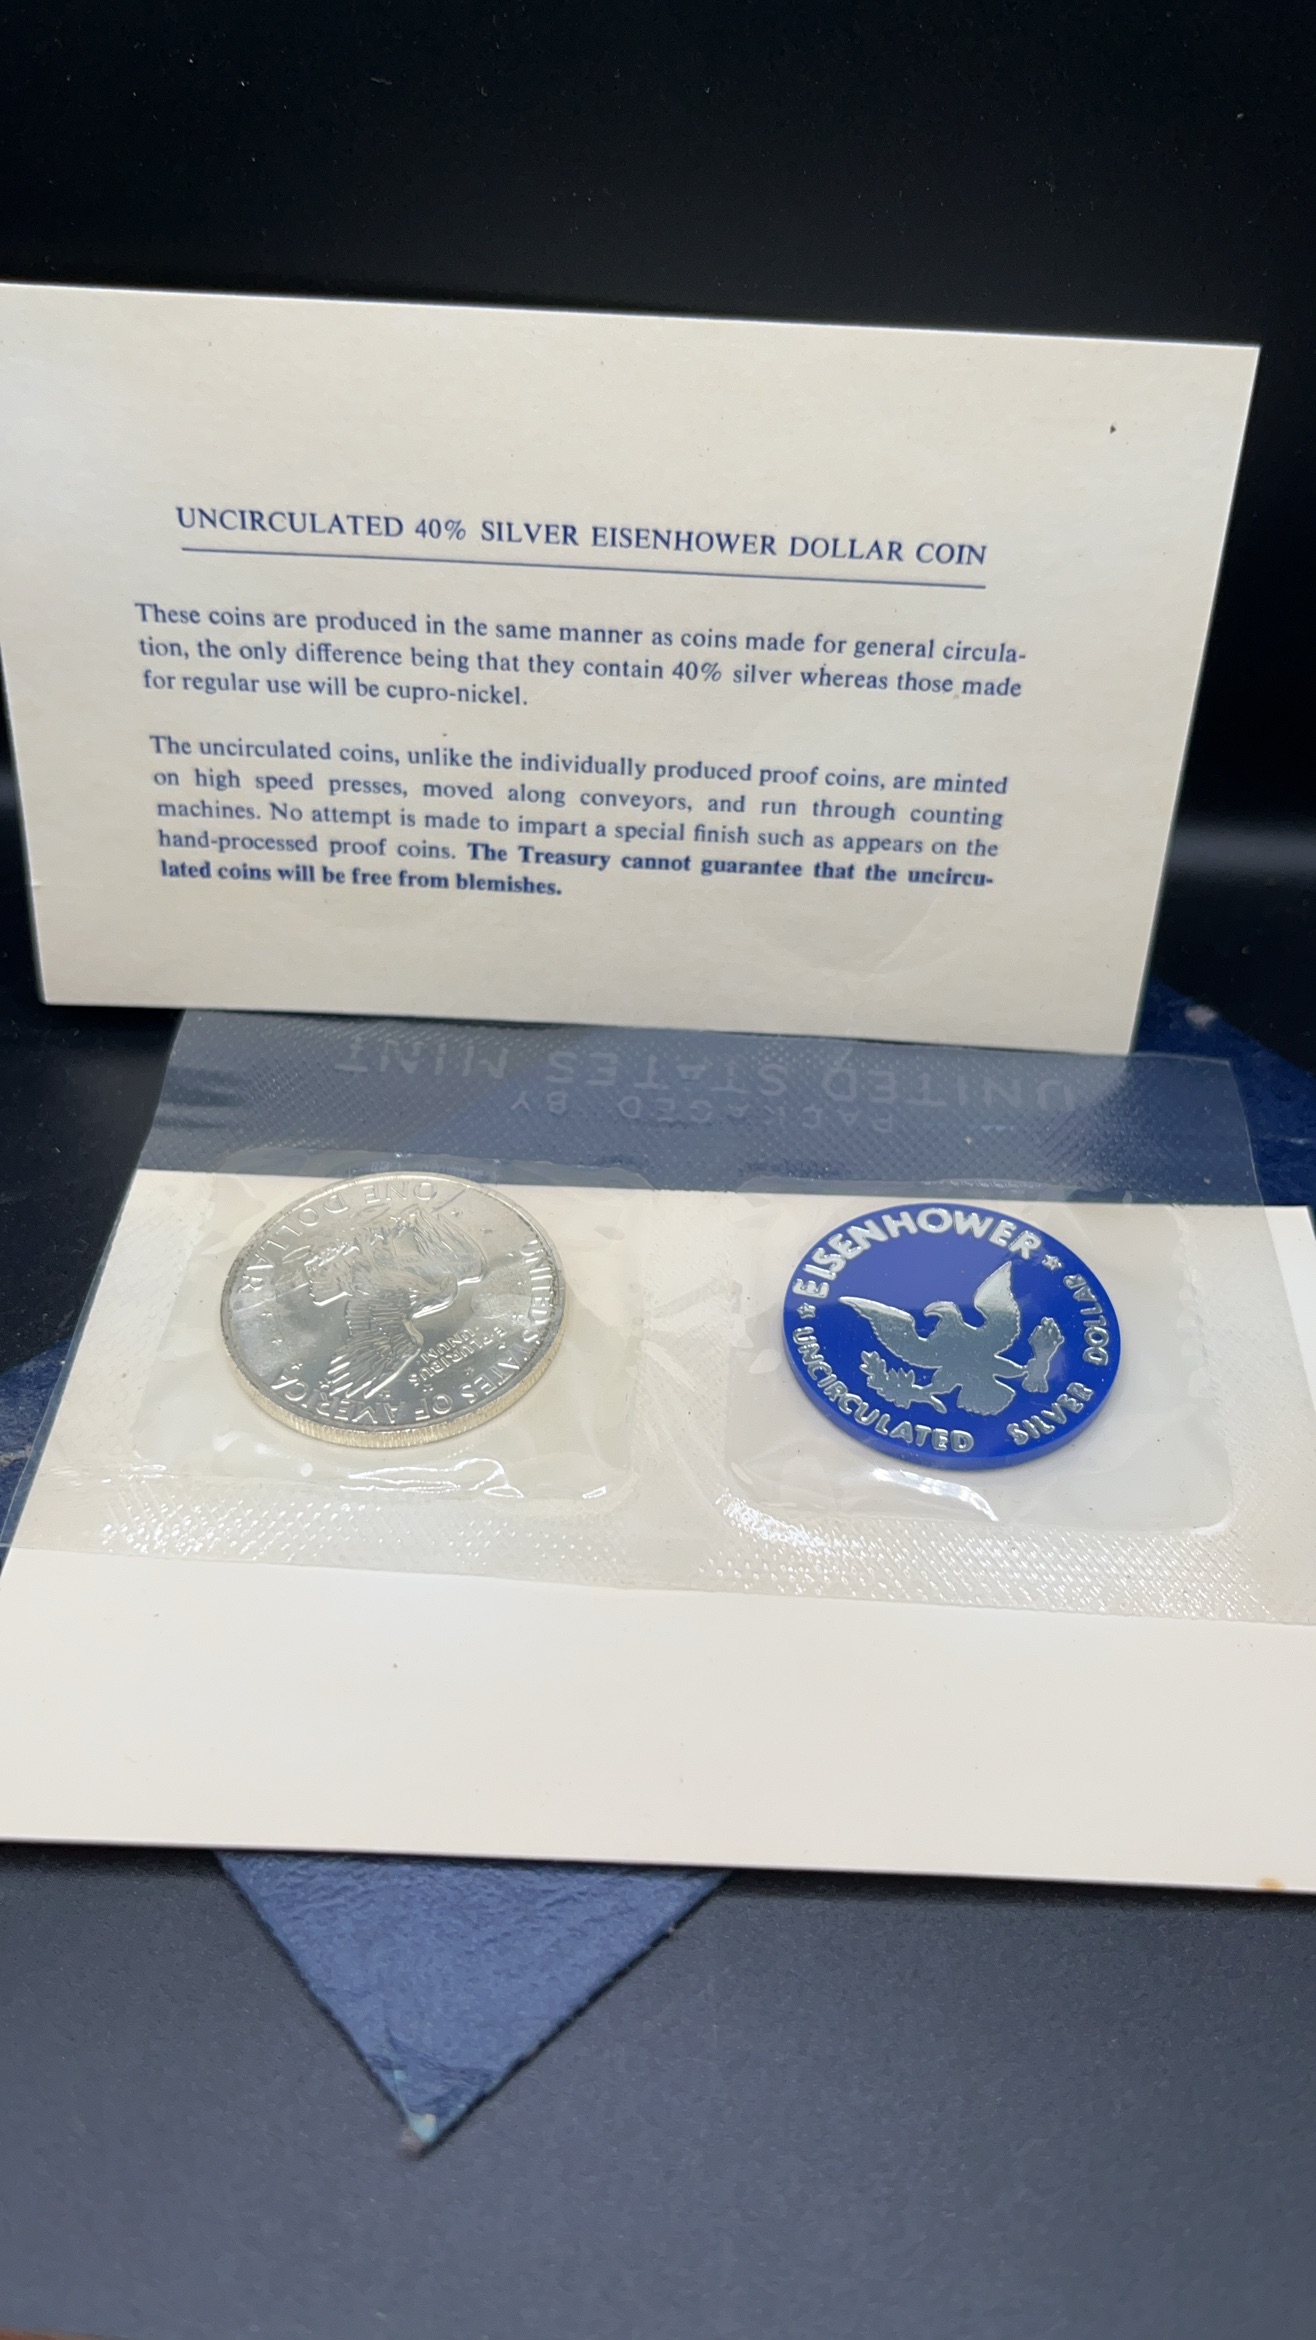 UNCIRCULATED 40% SILVER EISENHOWER DOLLAR COIN
These coins are produced in the same manner as coins made for general circula-
tion, the only difference being that they contain 40% silver whereas those made
for regular use will be cupro-nickel.
The uncirculated coins, unlike the individually produced proof coins, are minted
on high speed presses, moved along conveyors, and run through counting
machines. No attempt is made to impart a special finish such as appears on the
hand-processed proof coins. The Treasury cannot guarantee that the uncircu-
lated coins will be free from blemishes.
PACKAGED BY
UNITED STATES MINT
UNITED STATES OF AMERICA
E PLURIBUS
UNUM
ONE DOLLAR
EISENHOWER
UNCIRCULATED SILVER DOLLAR